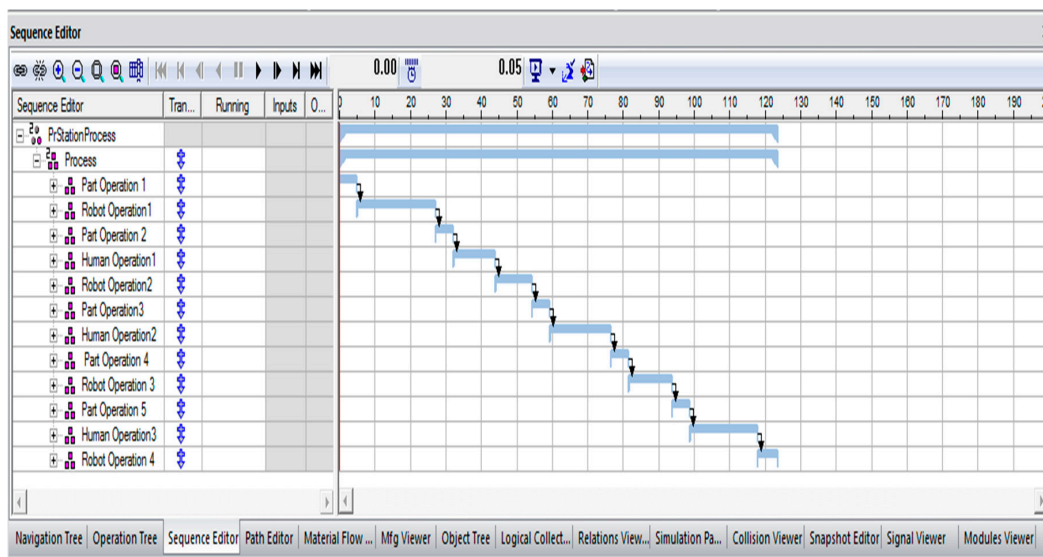 Sequence Editor
0.00 0.05
Sequence Editor Tran... Running Inputs O... 0 10 20 30 40 50 60 70 80 90 100 110 120 130 140 150 160 170 180 190 2
PrStationProcess
Process
Part Operation 1
Robot Operation1
Part Operation 2
Human Operation1
Robot Operation2
Part Operation3
Human Operation2
Part Operation 4
Robot Operation 3
Part Operation 5
Human Operation3
Robot Operation 4
Navigation Tree Operation Tree Sequence Editor Path Editor Material Flow ... Mfg Viewer Object Tree Logical Collect... Relations View... Simulation Pa... Collision Viewer Snapshot Editor Signal Viewer Modules Viewer